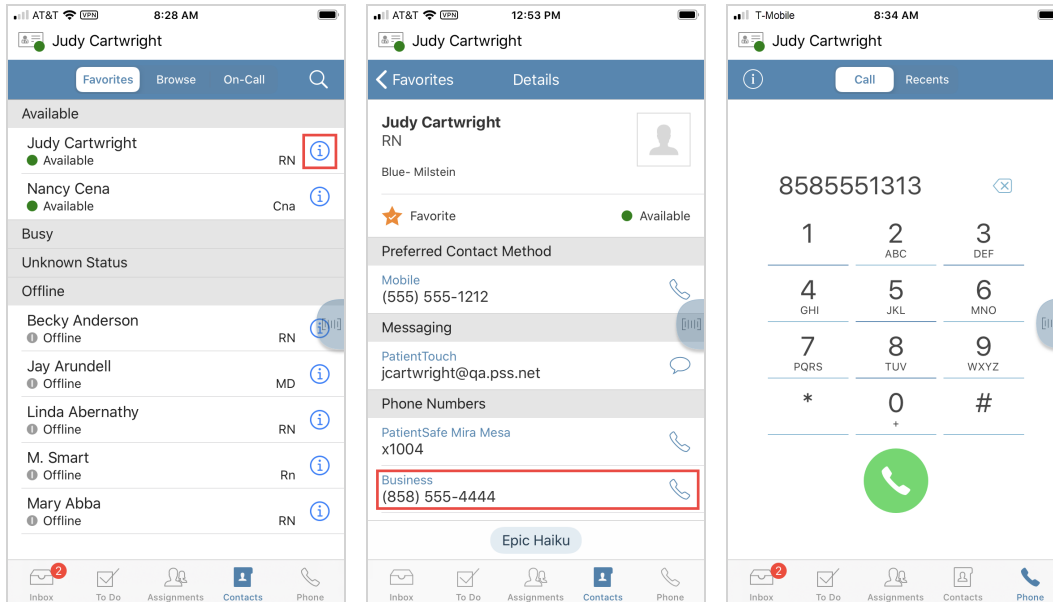 AT&T VPN 8:28 AM
Judy Cartwright
Favorites Browse On-Call
Available
Judy Cartwright
Available RN
Nancy Cena
Available Cna
Busy
Unknown Status
Offline
Becky Anderson
Offline RN
Jay Arundell
Offline MD
Linda Abernathy
Offline RN
M. Smart
Offline Rn
Mary Abba
Offline RN
2
Inbox To Do Assignments Contacts Phone
AT&T VPN 12:53 PM
Judy Cartwright
Favorites Details
Judy Cartwright
RN
Blue- Milstein
Favorite Available
Preferred Contact Method
Mobile
(555) 555-1212
Messaging
PatientTouch
jcartwright@qa.pss.net
Phone Numbers
PatientSafe Mira Mesa
x1004
Business
(858) 555-4444
Epic Haiku
Inbox To Do Assignments Contacts Phone
T-Mobile 8:34 AM
Judy Cartwright
Call Recents
8585551313
1 2 3
ABC DEF
4 5 6
GHI JKL MNO
7 8 9
PQRS TUV WXYZ
* 0 #
+
2
Inbox To Do Assignments Contacts Phone